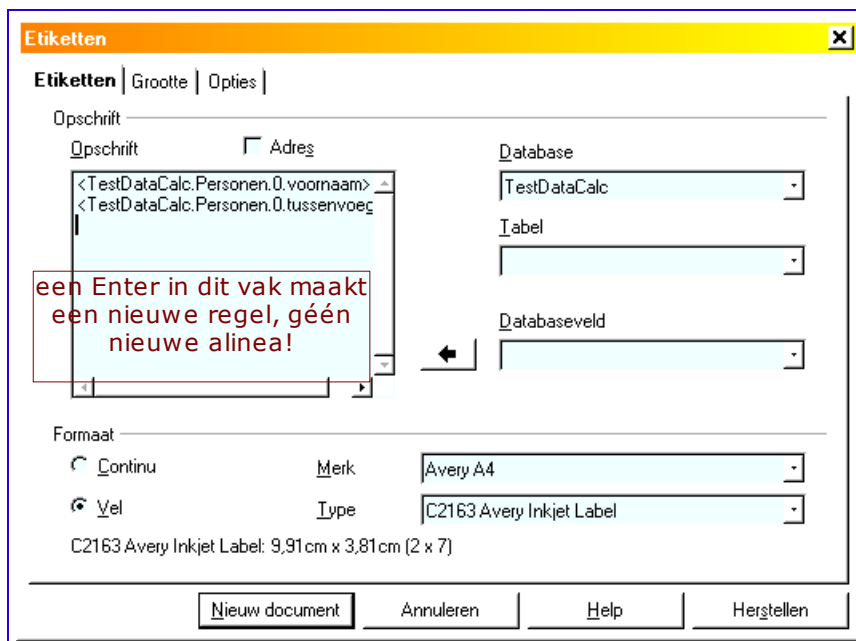 Etiketten
Etiketten Grootte Opties
Opschrift
Opschrift Adres Database
<TestDataCalc.Personen.0.voornaam>
<TestDataCalc.Personen.0.tussenvoeg
TestDataCalc
Tabel
een Enter in dit vak maakt
een nieuwe regel, géén
nieuwe alinea!
Databaseveld
Formaat
Continu Merk Avery A4
Vel Type C2163 Avery Inkjet Label
C2163 Avery Inkjet Label: 9,91cm x 3,81cm (2 x 7)
Nieuw document Annuleren Help Herstellen